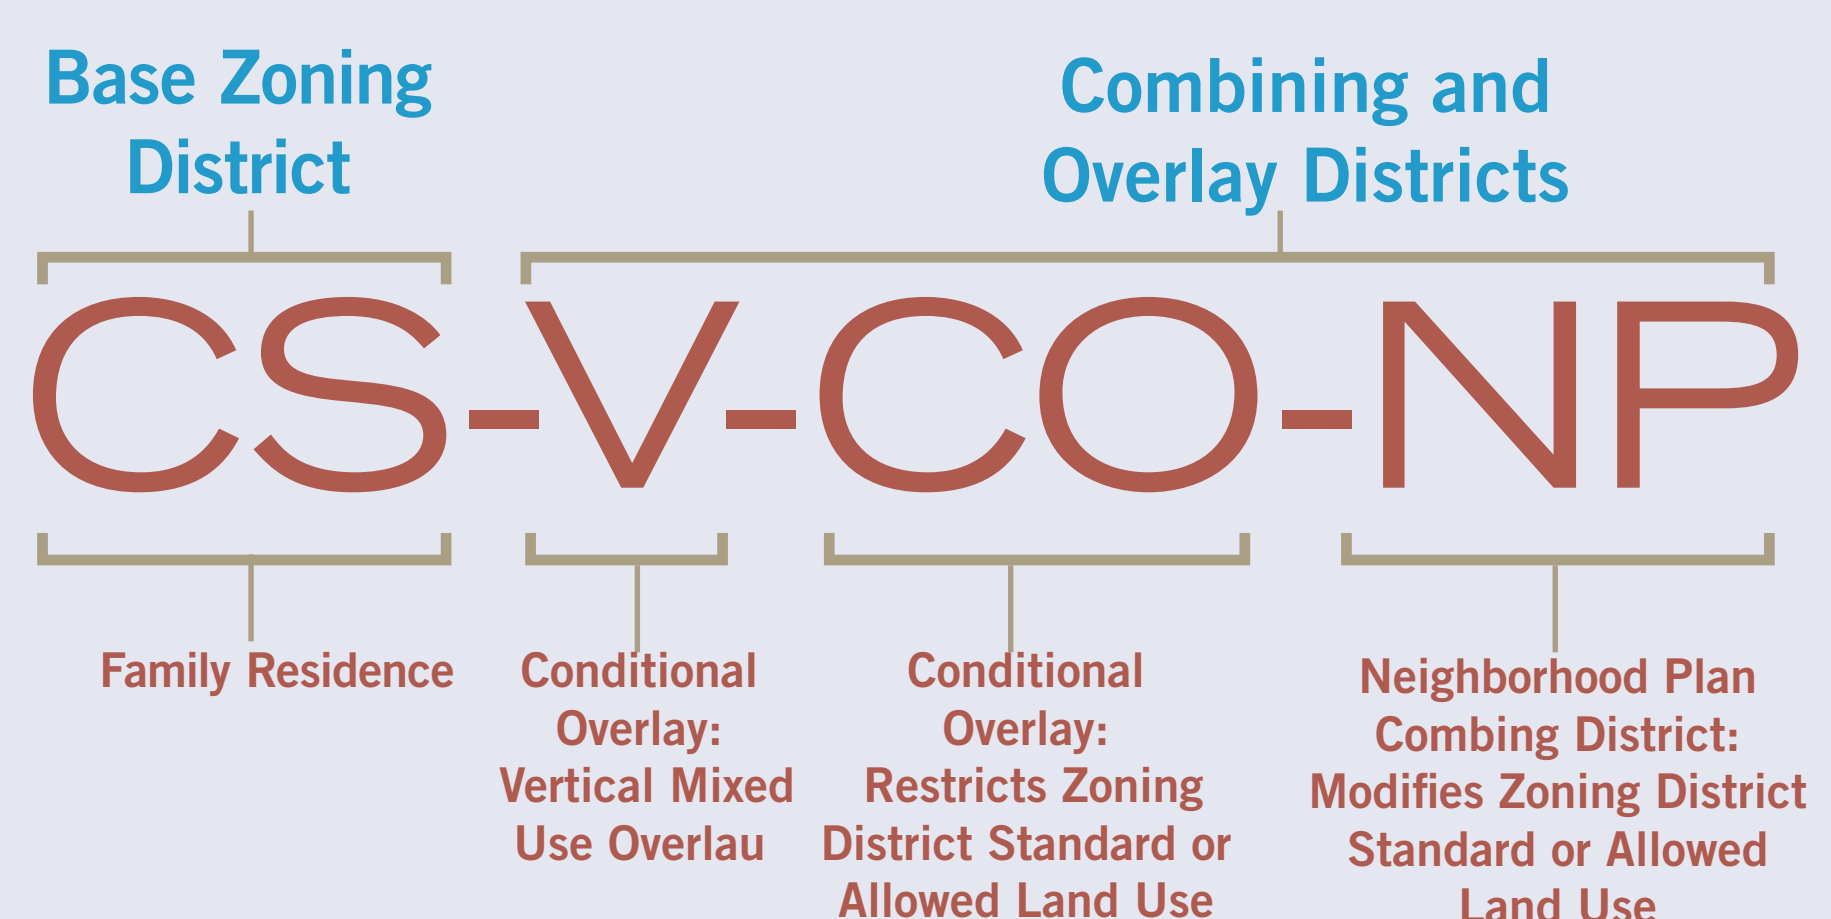 Base Zoning
District
Combining and
Overlay Districts
CS-V-CO-NP
Family Residence
Conditional
Overlay:
Vertical Mixed
Use Overlau
Conditional
Overlay:
Restricts Zoning
District Standard or
Allowed Land Use
Neighborhood Plan
Combing District:
Modifies Zoning District
Standard or Allowed
Land Use